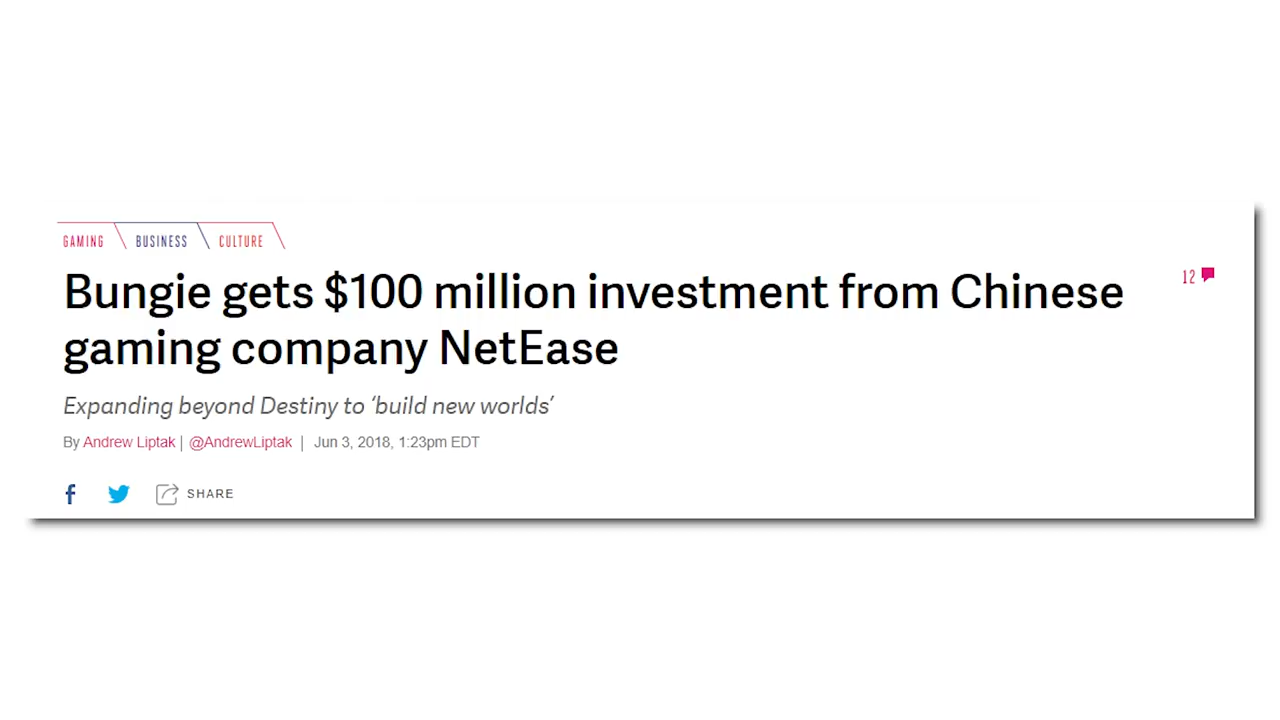 GAMING BUSINESS CULTURE
Bungie gets $100 million investment from Chinese
gaming company NetEase
12
Expanding beyond Destiny to ‘build new worlds’
By Andrew Liptak | @AndrewLiptak | Jun 3, 2018, 1:23pm EDT
SHARE